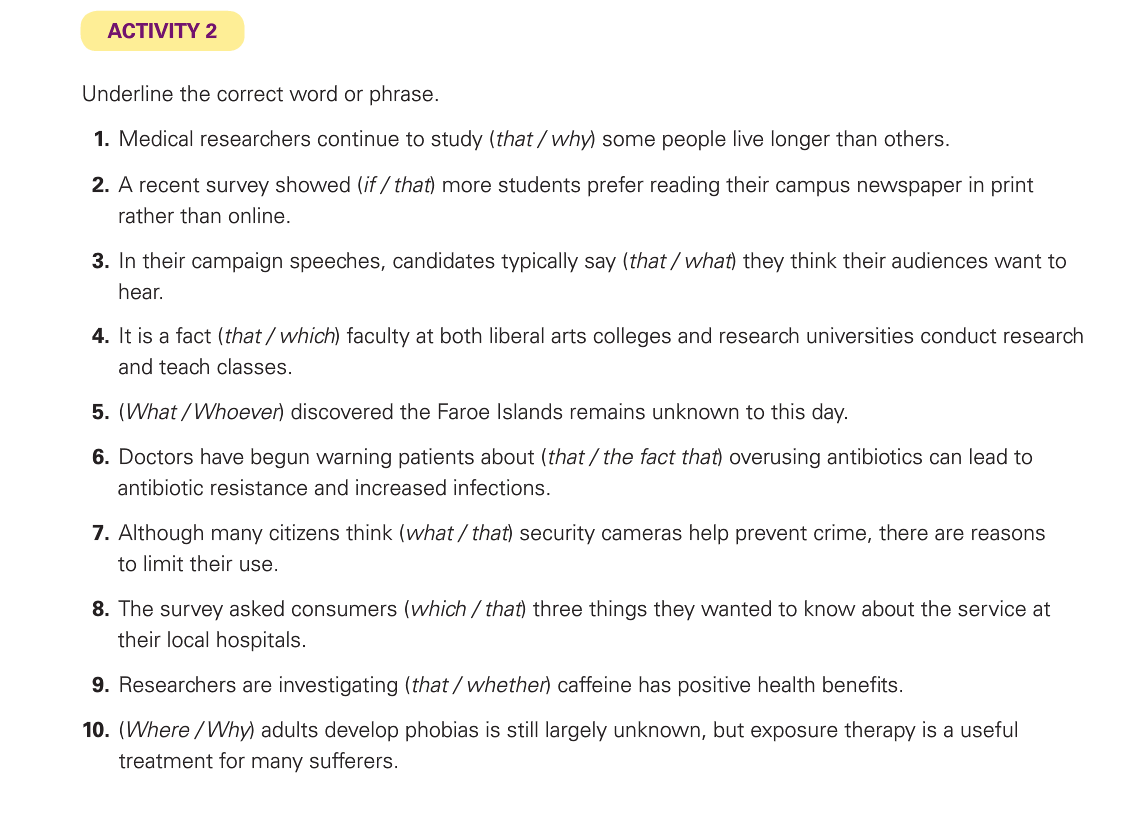 ACTIVITY 2
Underline the correct word or phrase.
1. Medical researchers continue to study (that / why) some people live longer than others.
2. A recent survey showed (if / that) more students prefer reading their campus newspaper in print
rather than online.
3. In their campaign speeches, candidates typically say (that / what) they think their audiences want to
hear.
4. It is a fact (that / which) faculty at both liberal arts colleges and research universities conduct research
and teach classes.
5. (What / Whoever) discovered the Faroe Islands remains unknown to this day.
6. Doctors have begun warning patients about (that / the fact that) overusing antibiotics can lead to
antibiotic resistance and increased infections.
7. Although many citizens think (what / that) security cameras help prevent crime, there are reasons
to limit their use.
8. The survey asked consumers (which / that) three things they wanted to know about the service at
their local hospitals.
9. Researchers are investigating (that / whether) caffeine has positive health benefits.
10. (Where / Why) adults develop phobias is still largely unknown, but exposure therapy is a useful
treatment for many sufferers.